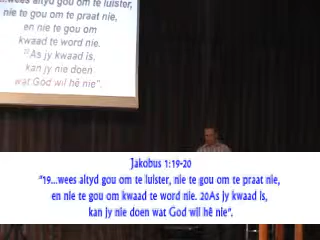 ...wees altyd gou om te luister,
nie te gou om te praat nie,
en nie te gou om
kwaad te word nie.
20As jy kwaad is,
kan jy nie doen
wat God wil hê nie".
Jakobus 1:19-20
"19...wees altyd gou om te luister, nie te gou om te praat nie,
en nie te gou om kwaad te word nie. 20As jy kwaad is,
kan jy nie doen wat God wil hê nie".